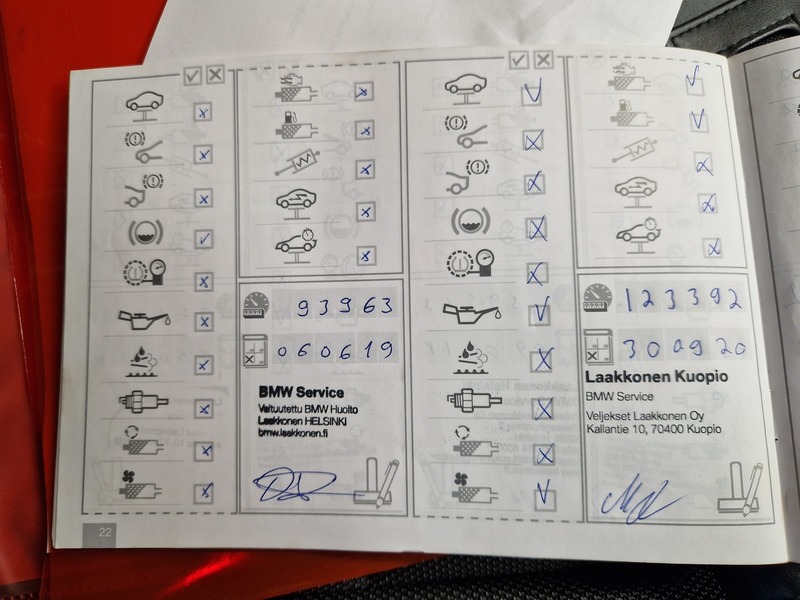 93963
060619
BMW Service
Valtuutettu BMW Huolto
Laakkonen HELSINKI
bmw.laakkonen.fi
123392
300920
Laakkonen Kuopio
BMW Service
Veljekset Laakkonen Oy
Kallantie 10, 70400 Kuopio
22